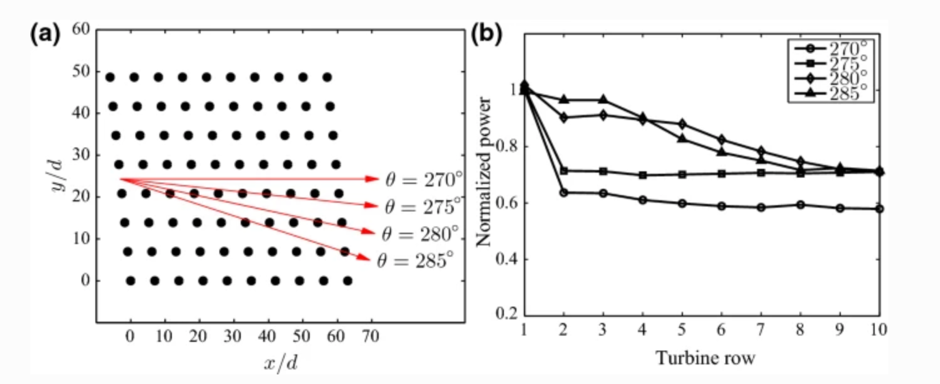 (a)
60
50
40
30
20
10
0
y/d
θ = 270°
θ = 275°
θ = 280°
θ = 285°
0 10 20 30 40 50 60 70
x/d
(b)
270°
275°
280°
285°
1
0.8
0.6
0.4
0.2
Normalized power
1 2 3 4 5 6 7 8 9 10
Turbine row